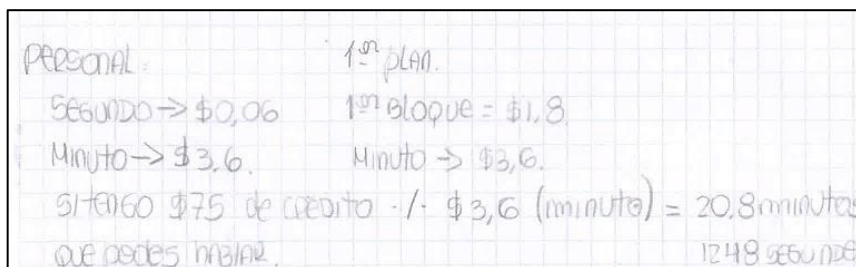 PERSONAL: 1er PLAN.
SEGUNDO → $0,06 1er BLOQUE = $1,8
MINUTO → $3,6. MINUTO → $3,6.
SI TENGO $75 de CREDITO ·/· $3,6 (minuto) = 20,8 minutos
QUE PODES HABLAR. 1248 SEGUNDO